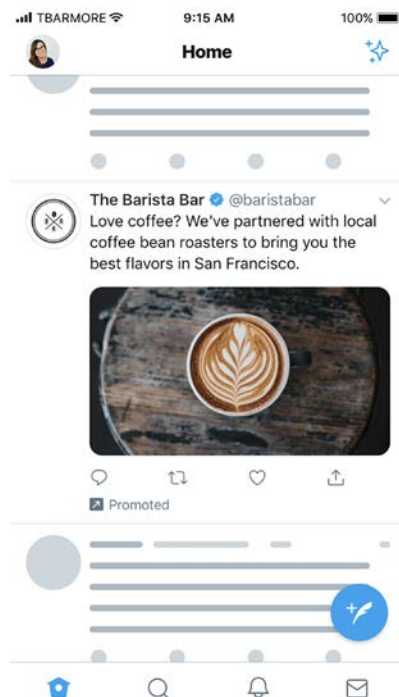 TBARMORE 9:15 AM 100%
Home
The Barista Bar @baristabar
Love coffee? We've partnered with local
coffee bean roasters to bring you the
best flavors in San Francisco.
Promoted